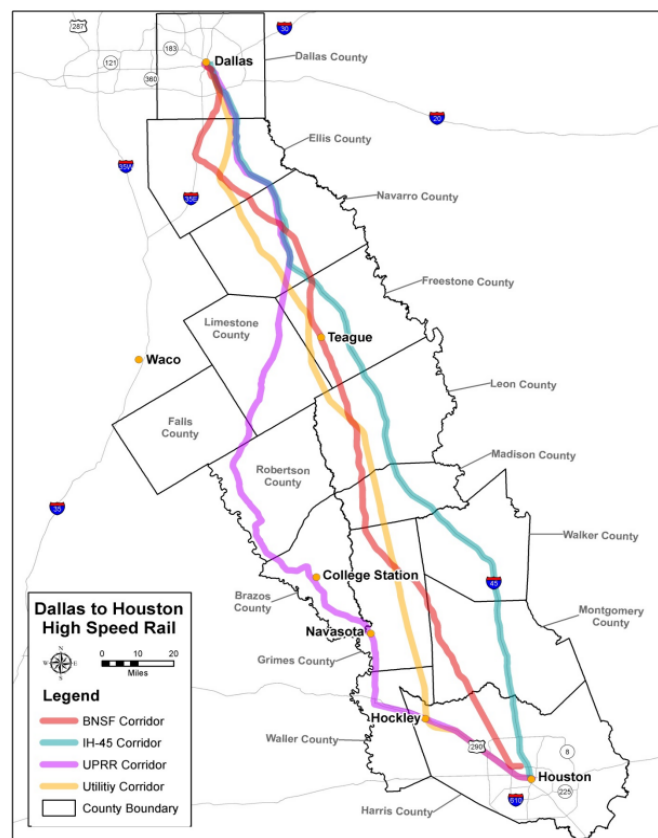 287
30
183
Dallas County
121
Dallas
360
20
Ellis County
35W
35E
Navarro County
Freestone County
Limestone
County
Teague
Waco
Leon County
Falls
County
Madison County
Robertson
County
35
Walker County
College Station
45
Brazos
County
Montgomery
County
Navasota
Grimes County
Hockley
Waller County
290
8
Houston
610
225
Harris County
Dallas to Houston
High Speed Rail
N
W
E
S
0
10
20
Miles
Legend
BNSF Corridor
IH-45 Corridor
UPRR Corridor
Utilitiy Corridor
County Boundary